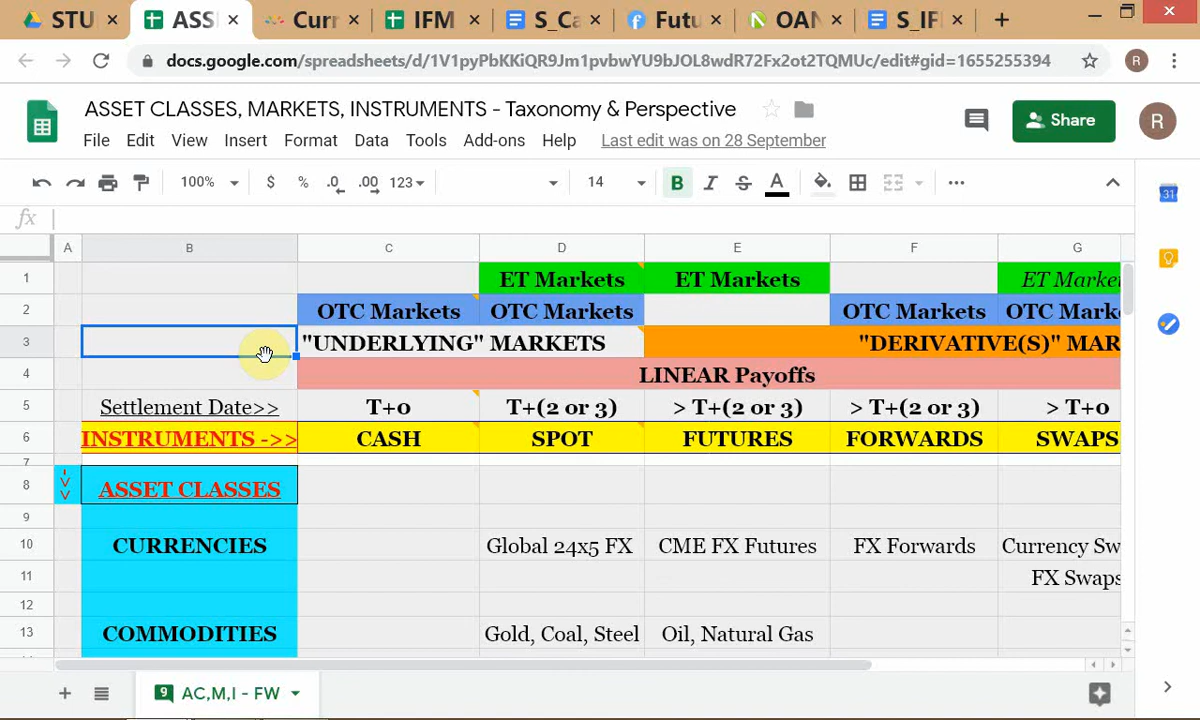 STU
ASS
Curr
IFM
S_Ca
Futu
OAN
S_IFI
docs.google.com/spreadsheets/d/1V1pyPbKKiQR9Jm1pvbwYU9bJOL8wdR72Fx2ot2TQMUc/edit#gid=1655255394
R
ASSET CLASSES, MARKETS, INSTRUMENTS - Taxonomy & Perspective
Share
R
File Edit View Insert Format Data Tools Add-ons Help Last edit was on 28 September
100% $ % .0 .00 123 14 B I S A
31
fx
A B C D E F G
1 ET Markets ET Markets ET Market
2 OTC Markets OTC Markets OTC Markets OTC Mark
3 "UNDERLYING" MARKETS "DERIVATIVE(S)" MAR
4 LINEAR Payoffs
5 Settlement Date>> T+0 T+(2 or 3) > T+(2 or 3) > T+(2 or 3) > T+0
6 INSTRUMENTS ->> CASH SPOT FUTURES FORWARDS SWAPS
7
8 ASSET CLASSES
9
10 CURRENCIES Global 24x5 FX CME FX Futures FX Forwards Currency Sw
11 FX Swaps
12
13 COMMODITIES Gold, Coal, Steel Oil, Natural Gas
9 AC,M,I - FW